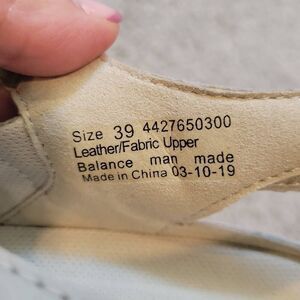 Size 39 4427650300
Leather/Fabric Upper
Balance man made
Made in China 03-10-19